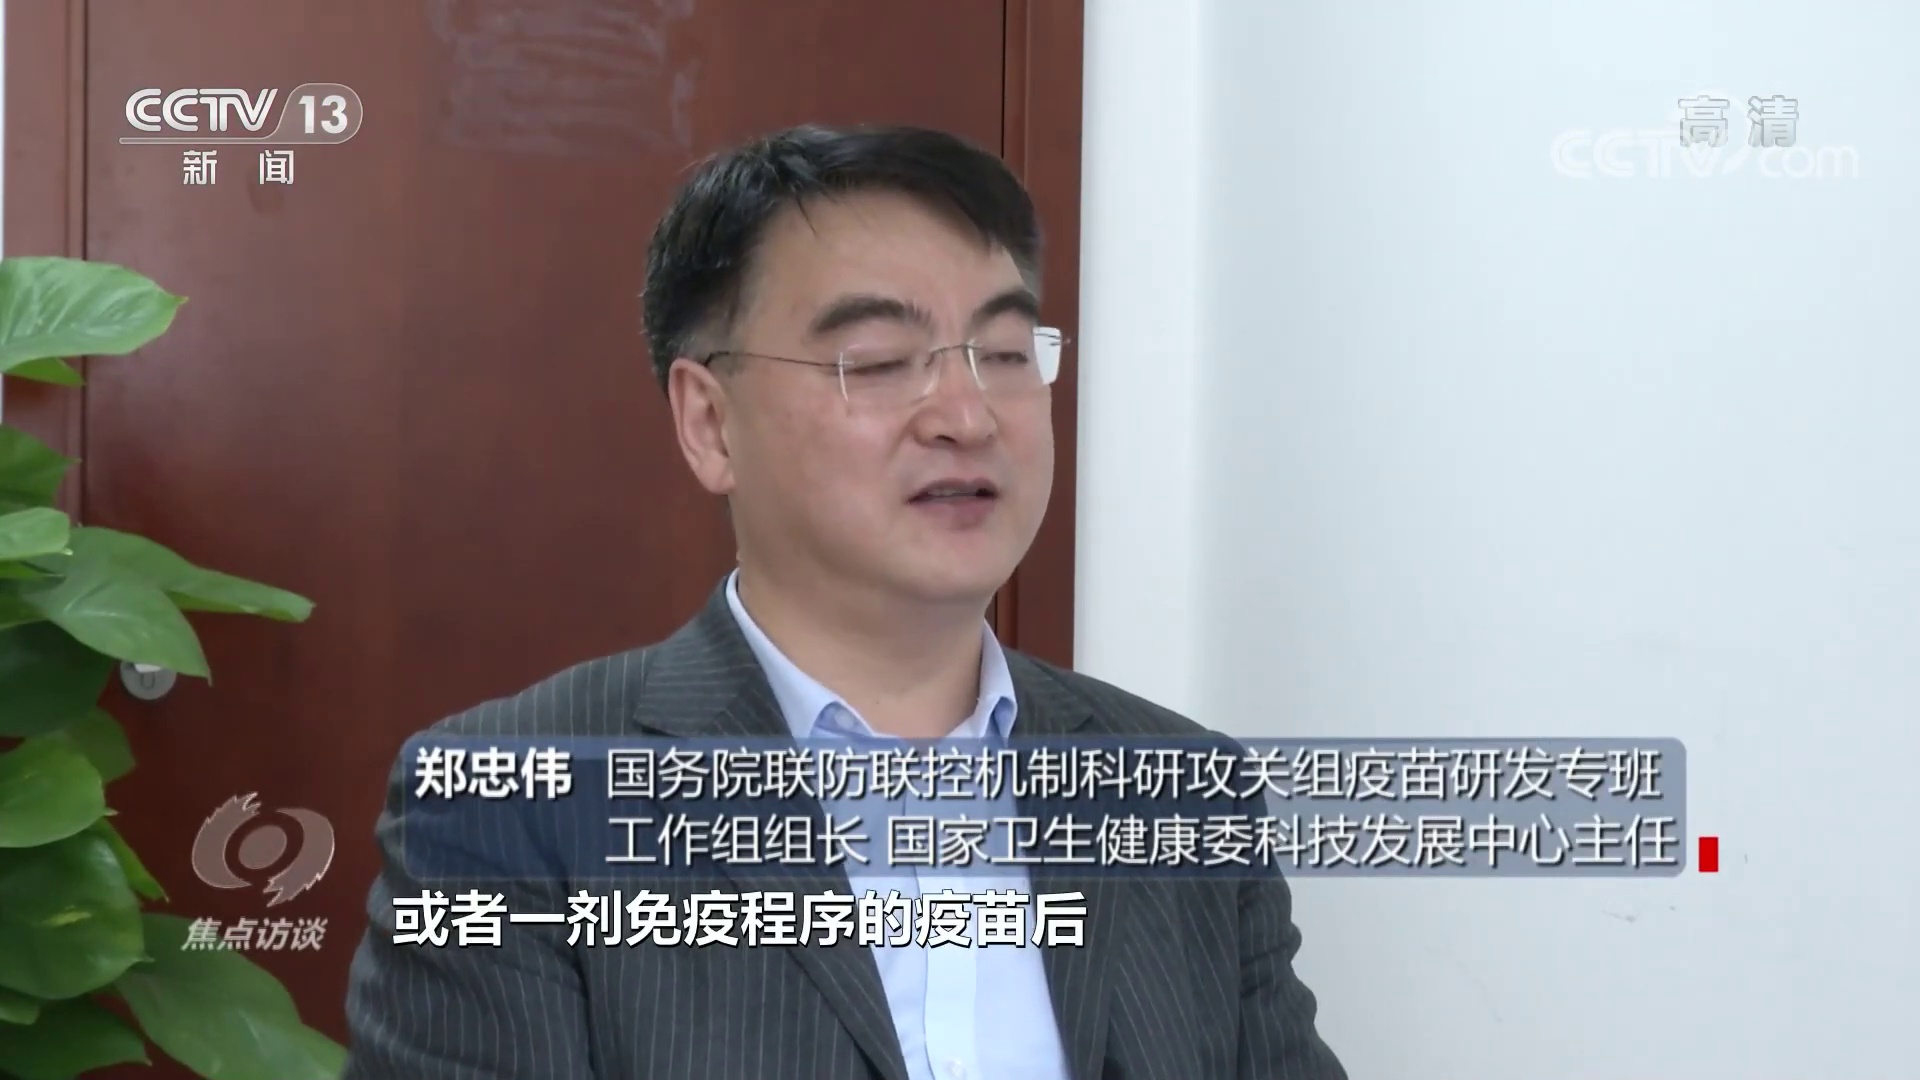 CCTV 13
新闻
高清
CCTV.com
郑忠伟 国务院联防联控机制科研攻关组疫苗研发专班
工作组组长 国家卫生健康委科技发展中心主任
焦点访谈
或者一剂免疫程序的疫苗后